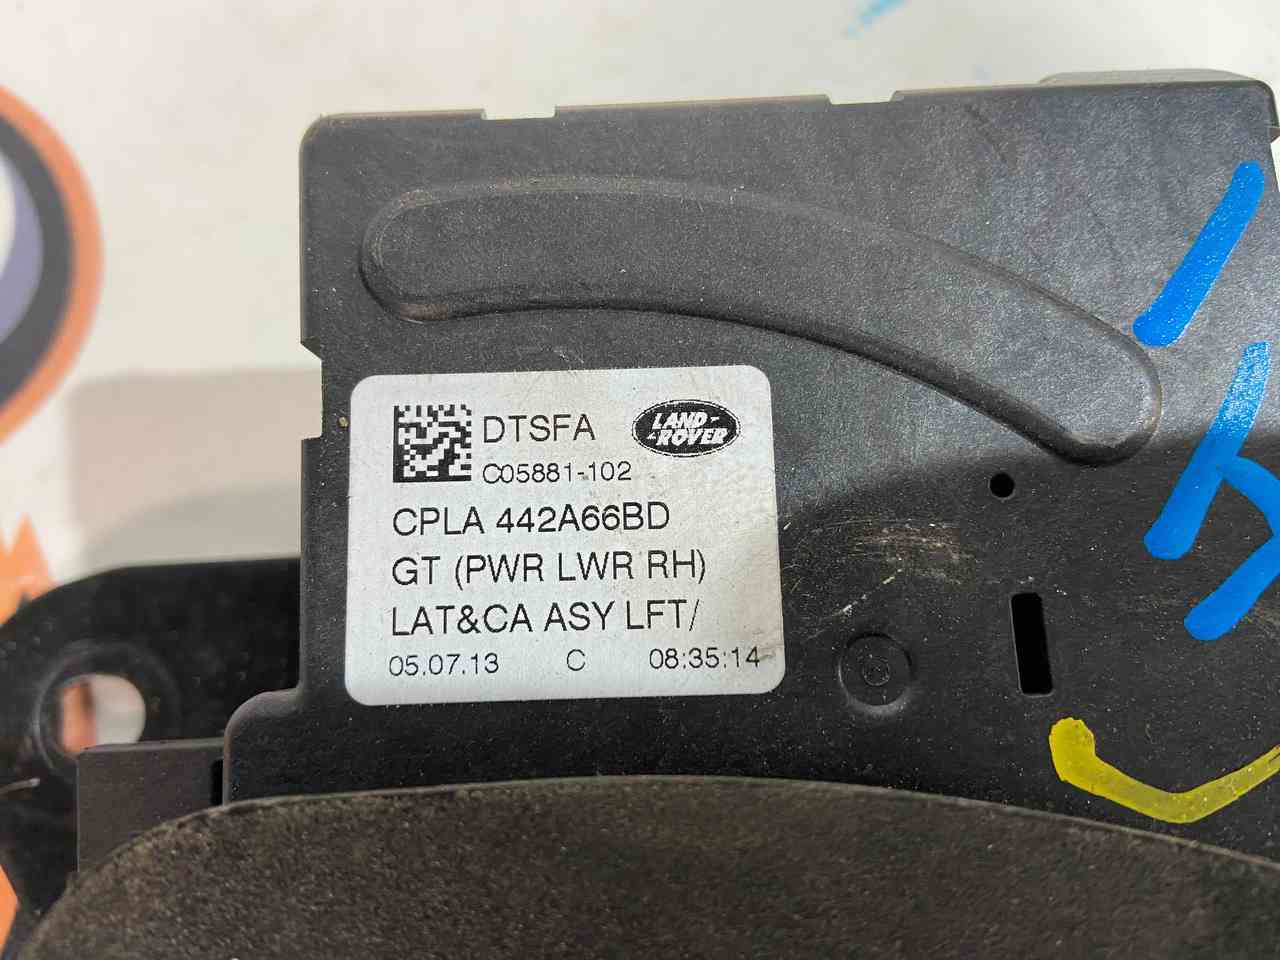 DTSFA
LAND-
-ROVER
C05881-102
CPLA 442A66BD
GT (PWR LWR RH)
LAT&CA ASY LFT/
05.07.13 C 08:35:14